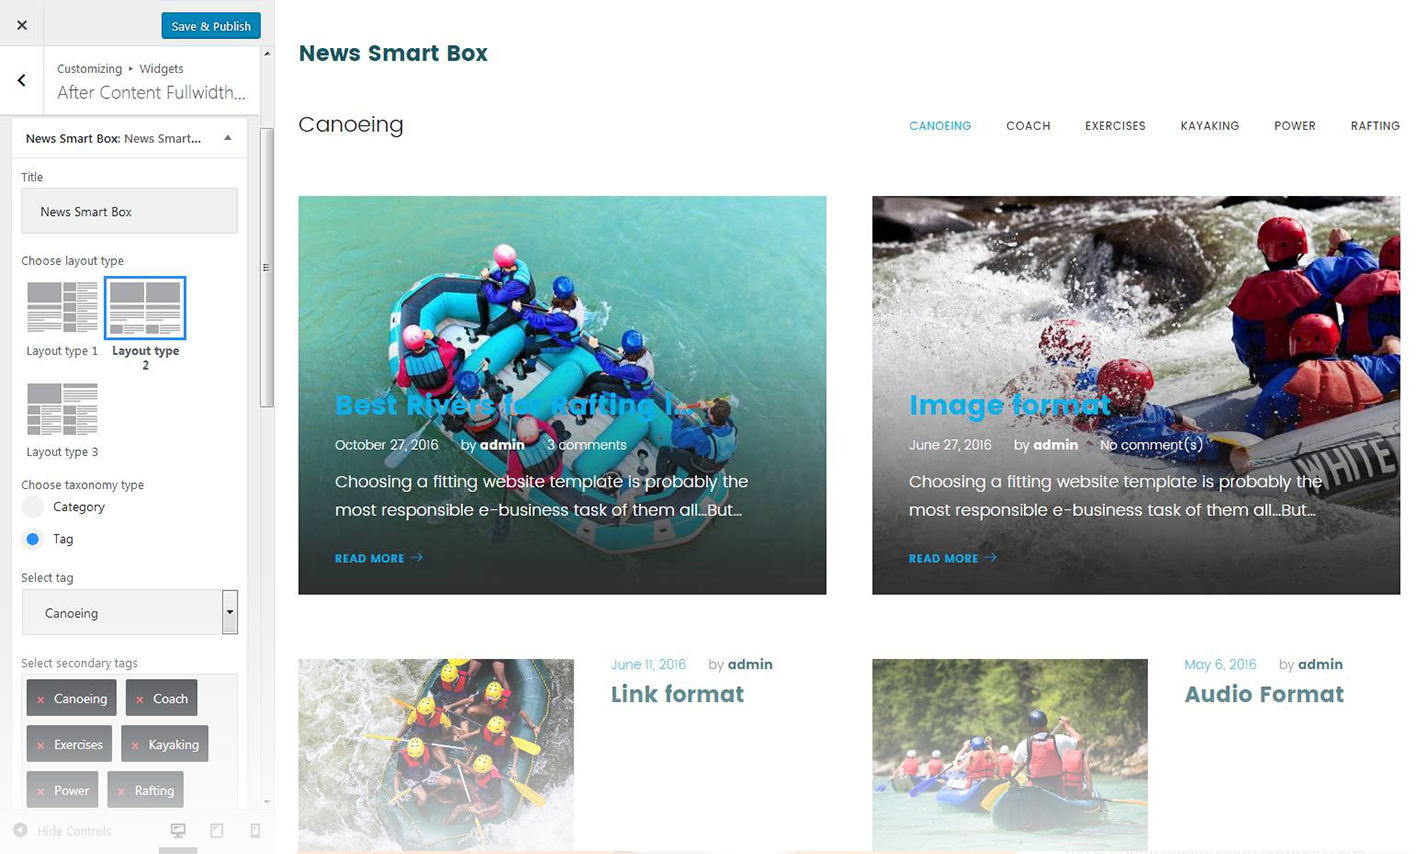 Save & Publish
Customizing ▸ Widgets
After Content Fullwidth...
News Smart Box: News Smart...
Title
News Smart Box
Choose layout type
Layout type 1
Layout type
2
Layout type 3
Choose taxonomy type
Category
Tag
Select tag
Canoeing
Select secondary tags
× Canoeing
× Coach
× Exercises
× Kayaking
× Power
× Rafting
Hide Controls
News Smart Box
Canoeing
CANOEING COACH EXERCISES KAYAKING POWER RAFTING
Best Rivers for Rafting I...
October 27, 2016 by admin 3 comments
Choosing a fitting website template is probably the
most responsible e-business task of them all...But...
READ MORE →
WHITE
Image format
June 27, 2016 by admin No comment(s)
Choosing a fitting website template is probably the
most responsible e-business task of them all...But...
READ MORE →
June 11, 2016 by admin
Link format
May 6, 2016 by admin
Audio Format